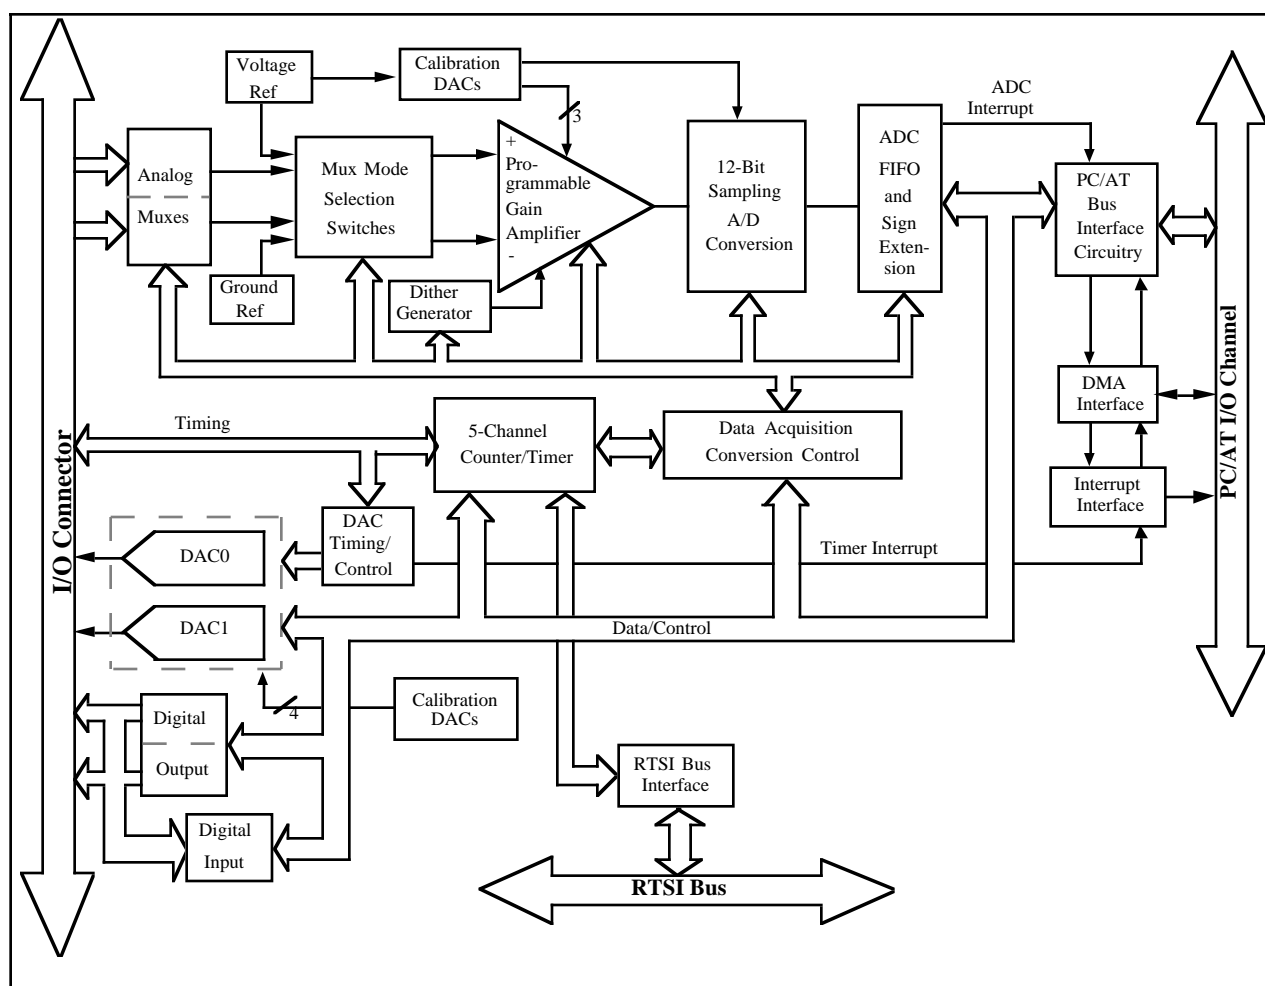 Voltage
Ref
Calibration
DACs
3
ADC
Interrupt
Analog
Muxes
Mux Mode
Selection
Switches
+
Pro-
grammable
Gain
Amplifier
-
12-Bit
Sampling
A/D
Conversion
ADC
FIFO
and
Sign
Exten-
sion
PC/AT
Bus
Interface
Circuitry
Ground
Ref
Dither
Generator
DMA
Interface
Timing
5-Channel
Counter/Timer
Data Acquisition
Conversion Control
Interrupt
Interface
I/O Connector
PC/AT I/O Channel
DAC
Timing/
Control
DAC0
Timer Interrupt
DAC1
Data/Control
4
Calibration
DACs
Digital
Output
RTSI Bus
Interface
Digital
Input
RTSI Bus